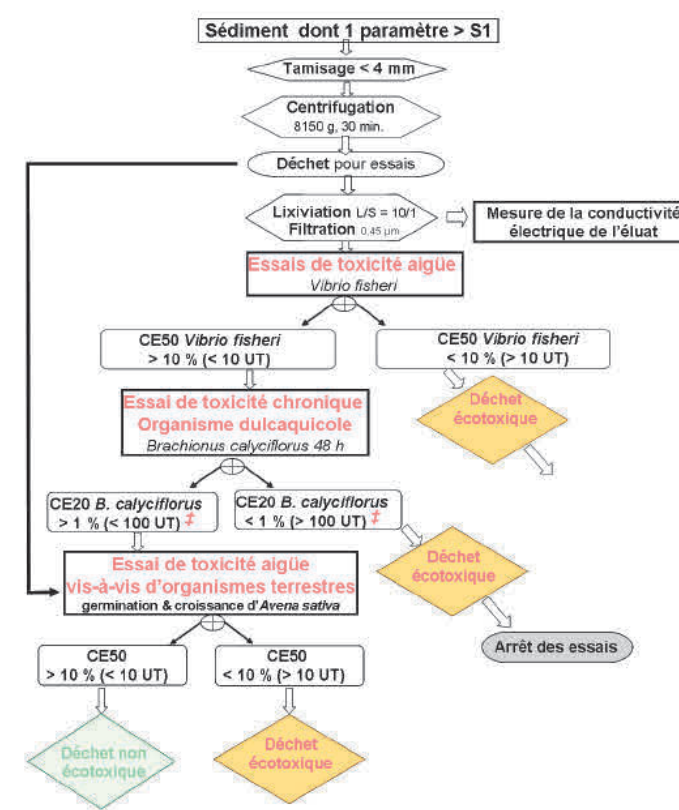 Sédiment dont 1 paramètre > S1
Tamisage < 4 mm
Centrifugation
8150 g, 30 min.
Déchet pour essais
Lixiviation L/S = 10/1
Filtration 0,45 µm
Mesure de la conductivité
électrique de l'éluat
Essais de toxicité aigüe
Vibrio fisheri
CE50 Vibrio fisheri
> 10 % (< 10 UT)
CE50 Vibrio fisheri
< 10 % (> 10 UT)
Déchet
écotoxique
Essai de toxicité chronique
Organisme dulcaquicole
Brachionus calyciflorus 48 h
CE20 B. calyciflorus
> 1 % (< 100 UT) ‡
CE20 B. calyciflorus
< 1 % (> 100 UT) ‡
Déchet
écotoxique
Essai de toxicité aigüe
vis-à-vis d'organismes terrestres
germination & croissance d'Avena sativa
Arrêt des essais
CE50
> 10 % (< 10 UT)
CE50
< 10 % (> 10 UT)
Déchet non
écotoxique
Déchet
écotoxique